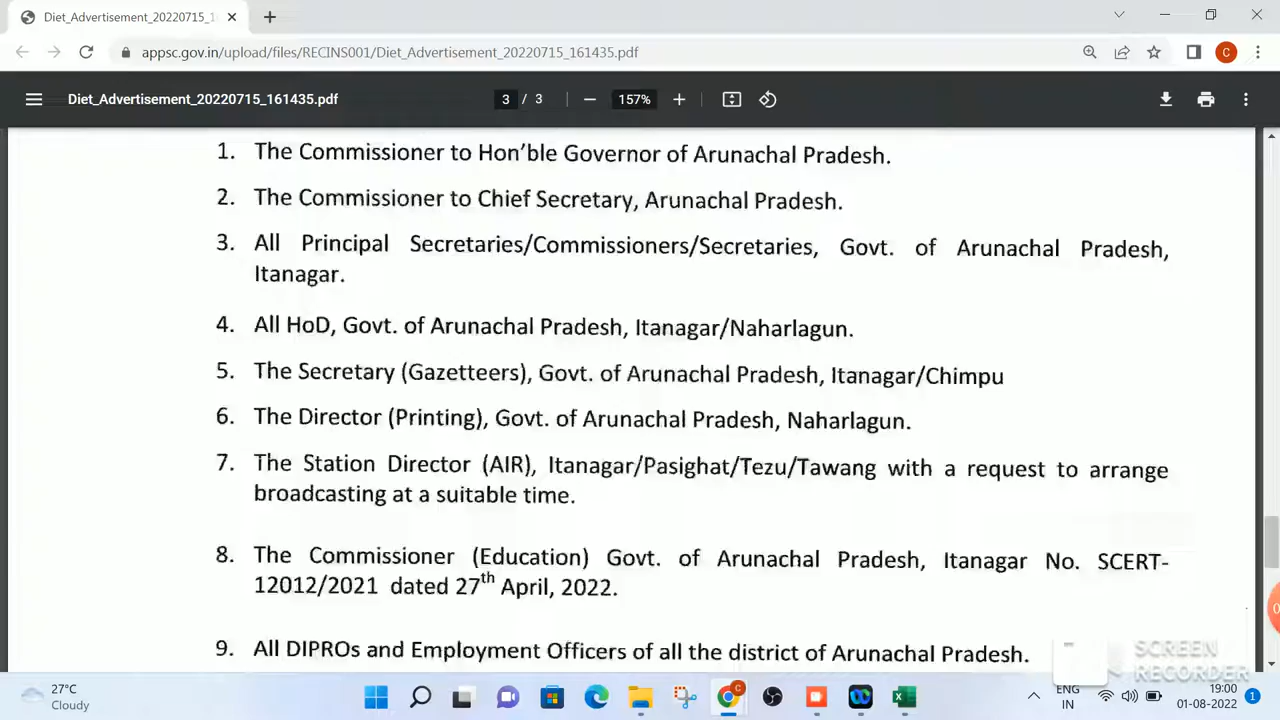 Diet_Advertisement_20220715_1
appsc.gov.in/upload/files/RECINS001/Diet_Advertisement_20220715_161435.pdf
C
Diet_Advertisement_20220715_161435.pdf
3 / 3
157%
1. The Commissioner to Hon'ble Governor of Arunachal Pradesh.
2. The Commissioner to Chief Secretary, Arunachal Pradesh.
3. All Principal Secretaries/Commissioners/Secretaries, Govt. of Arunachal Pradesh,
Itanagar.
4. All HoD, Govt. of Arunachal Pradesh, Itanagar/Naharlagun.
5. The Secretary (Gazetteers), Govt. of Arunachal Pradesh, Itanagar/Chimpu
6. The Director (Printing), Govt. of Arunachal Pradesh, Naharlagun.
7. The Station Director (AIR), Itanagar/Pasighat/Tezu/Tawang with a request to arrange
broadcasting at a suitable time.
8. The Commissioner (Education) Govt. of Arunachal Pradesh, Itanagar No. SCERT-
12012/2021 dated 27th April, 2022.
9. All DIPROs and Employment Officers of all the district of Arunachal Pradesh.
SCREEN
RECORDER
27°C
Cloudy
C
ENG
IN
19:00
01-08-2022
1